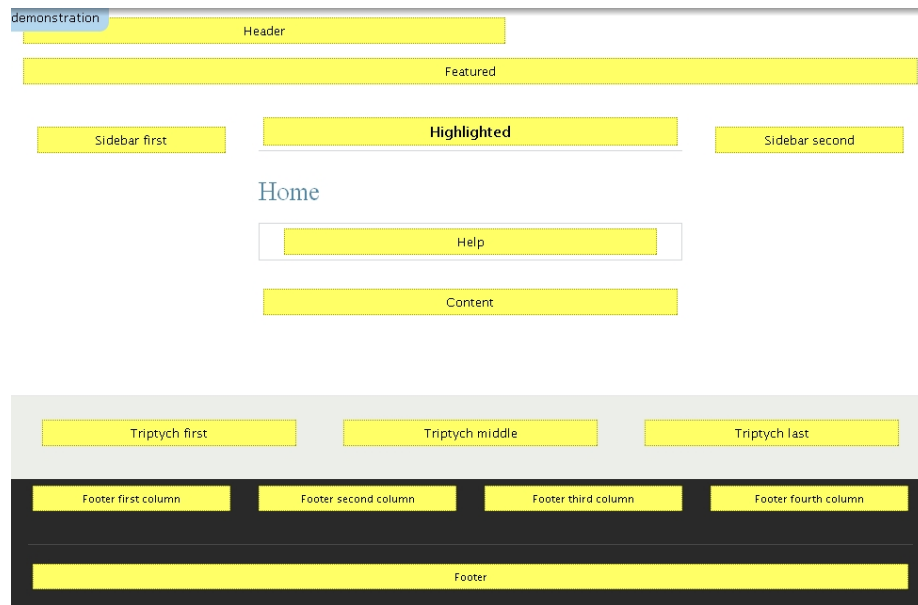 demonstration
Header
Featured
Sidebar first
Highlighted
Sidebar second
Home
Help
Content
Triptych first
Triptych middle
Triptych last
Footer first column
Footer second column
Footer third column
Footer fourth column
Footer